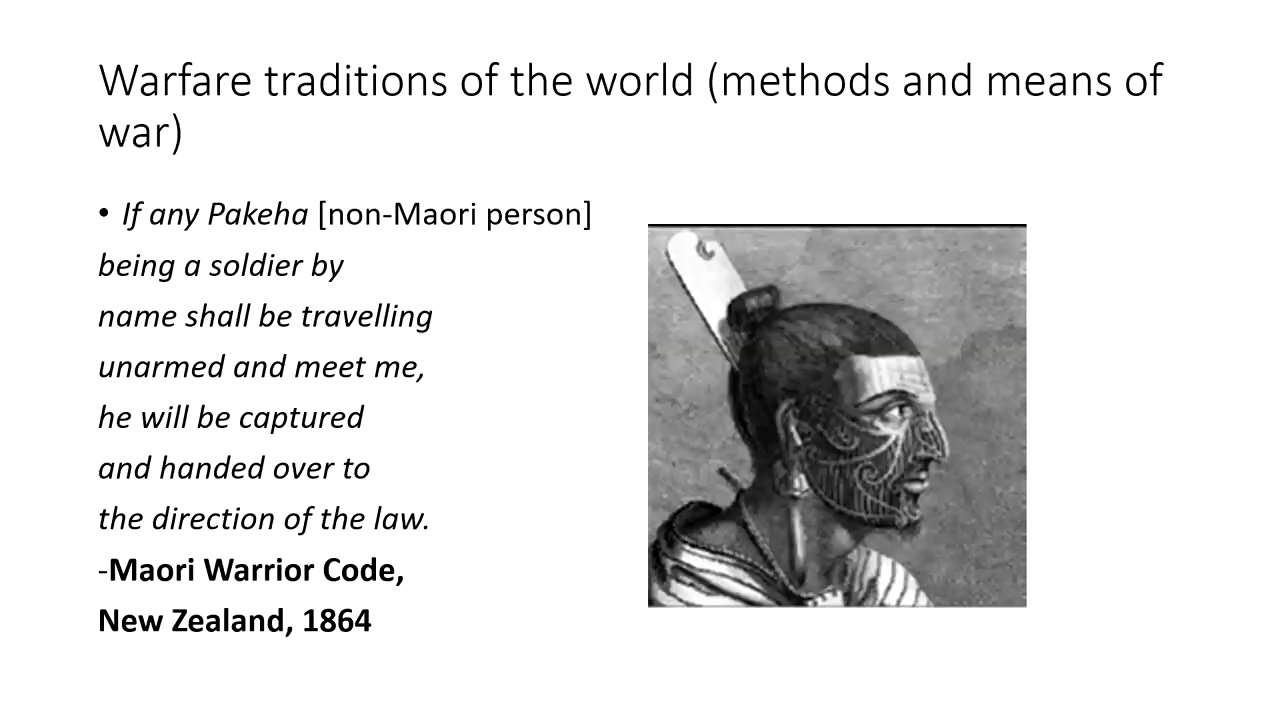 Warfare traditions of the world (methods and means of
war)
• If any Pakeha [non-Maori person]
being a soldier by
name shall be travelling
unarmed and meet me,
he will be captured
and handed over to
the direction of the law.
-Maori Warrior Code,
New Zealand, 1864